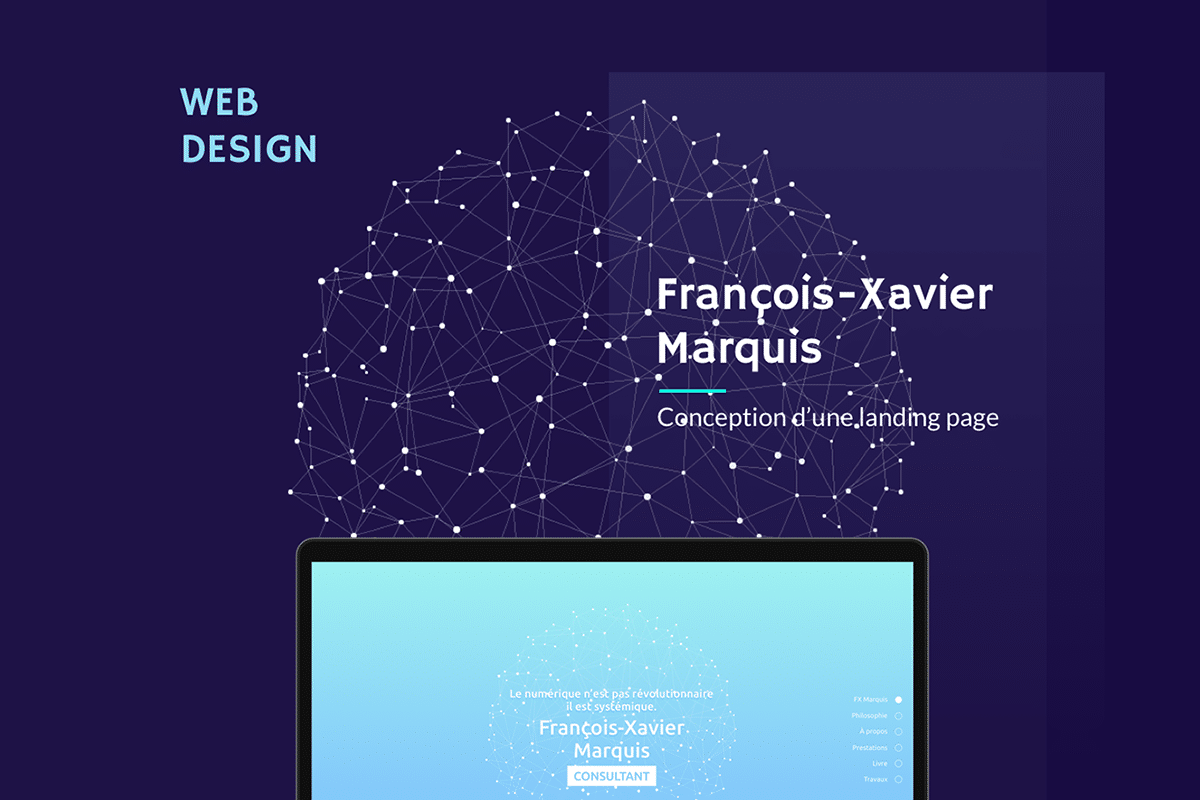 WEB
DESIGN
François-Xavier
Marquis
Conception d’une landing page
Le numérique n'est pas révolutionnaire
il est systémique.
François-Xavier
Marquis
CONSULTANT
FX Marquis
Philosophie
À propos
Prestations
Livre
Travaux